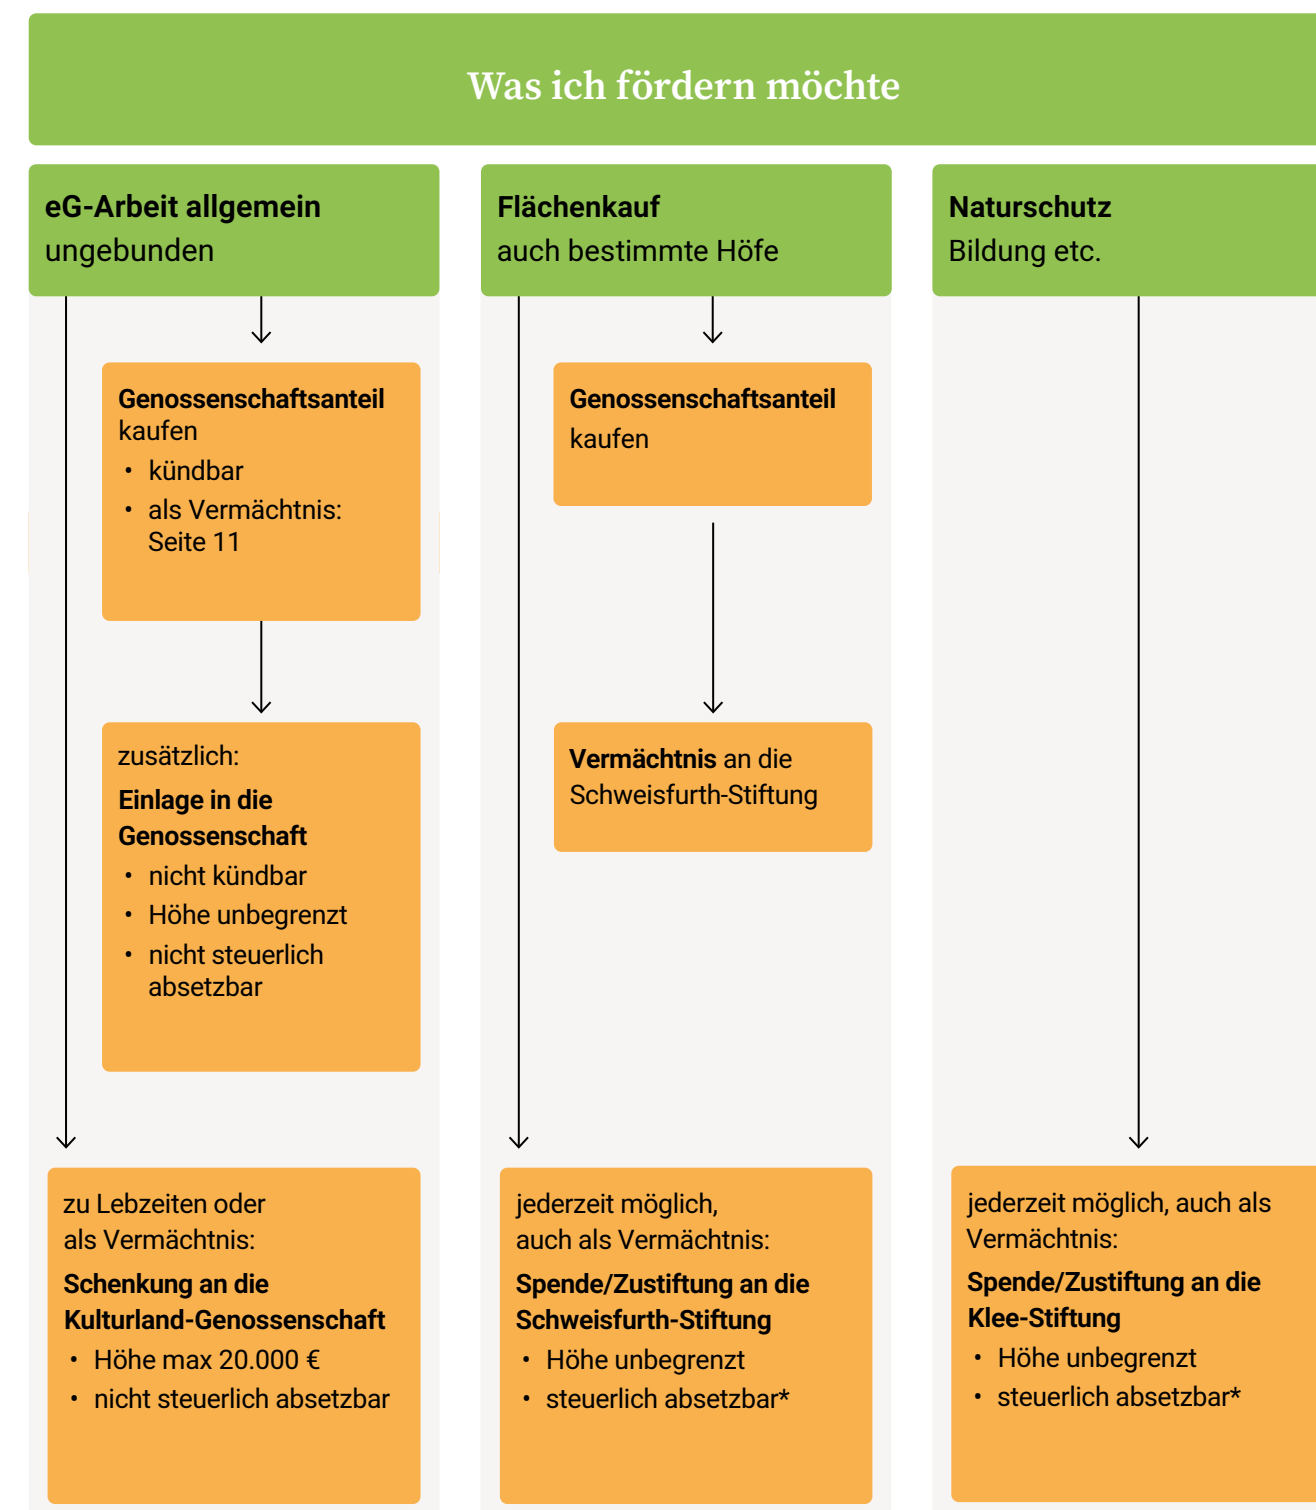 Was ich fördern möchte
eG-Arbeit allgemein
ungebunden
Genossenschaftsanteil
kaufen
• kündbar
• als Vermächtnis:
Seite 11
zusätzlich:
Einlage in die
Genossenschaft
• nicht kündbar
• Höhe unbegrenzt
• nicht steuerlich
absetzbar
zu Lebzeiten oder
als Vermächtnis:
Schenkung an die
Kulturland-Genossenschaft
• Höhe max 20.000 €
• nicht steuerlich absetzbar
Flächenkauf
auch bestimmte Höfe
Genossenschaftsanteil
kaufen
Vermächtnis an die
Schweisfurth-Stiftung
jederzeit möglich,
auch als Vermächtnis:
Spende/Zustiftung an die
Schweisfurth-Stiftung
• Höhe unbegrenzt
• steuerlich absetzbar*
Naturschutz
Bildung etc.
jederzeit möglich, auch als
Vermächtnis:
Spende/Zustiftung an die
Klee-Stiftung
• Höhe unbegrenzt
• steuerlich absetzbar*